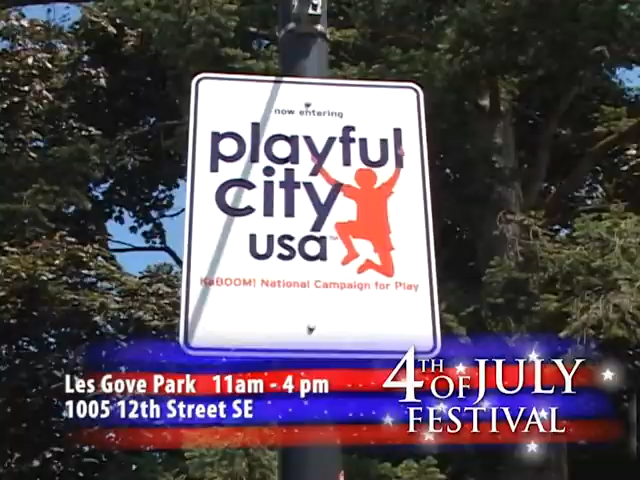 now entering
playful
city
usa
KaBOOM! National Campaign for Play
Les Gove Park 11am - 4 pm
1005 12th Street SE
4TH OF JULY
FESTIVAL